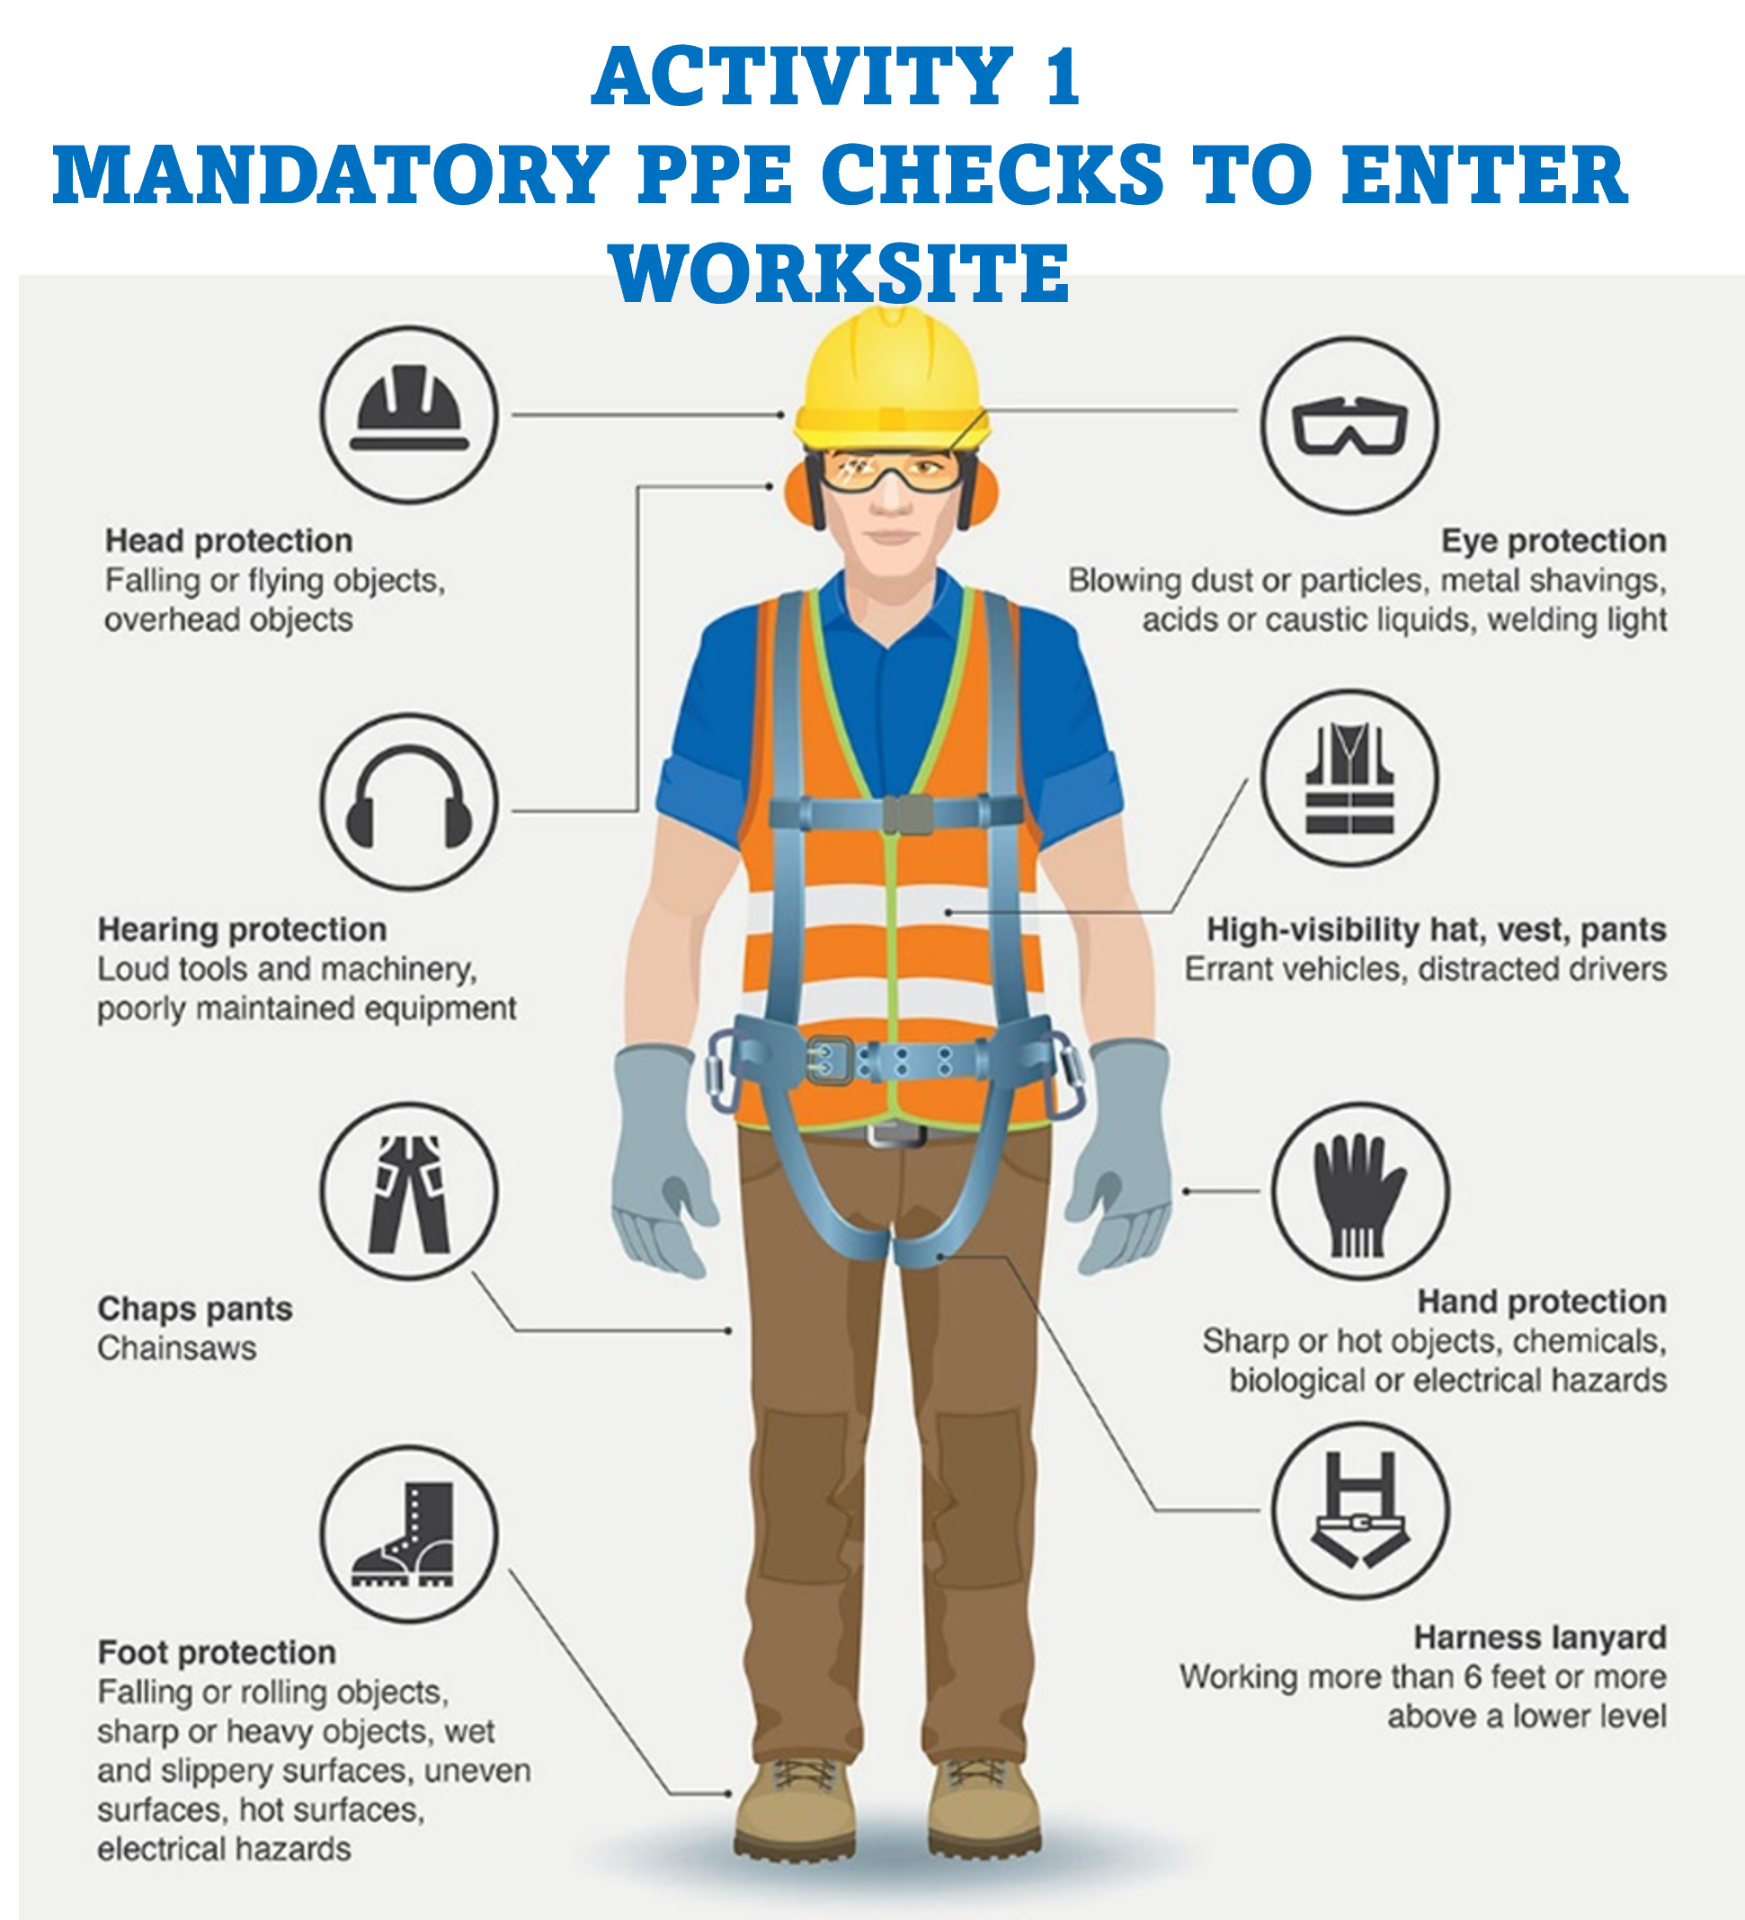 ACTIVITY 1
MANDATORY PPE CHECKS TO ENTER
WORKSITE
Head protection
Falling or flying objects,
overhead objects
Eye protection
Blowing dust or particles, metal shavings,
acids or caustic liquids, welding light
Hearing protection
Loud tools and machinery,
poorly maintained equipment
High-visibility hat, vest, pants
Errant vehicles, distracted drivers
Chaps pants
Chainsaws
Hand protection
Sharp or hot objects, chemicals,
biological or electrical hazards
Foot protection
Falling or rolling objects,
sharp or heavy objects, wet
and slippery surfaces, uneven
surfaces, hot surfaces,
electrical hazards
Harness lanyard
Working more than 6 feet or more
above a lower level